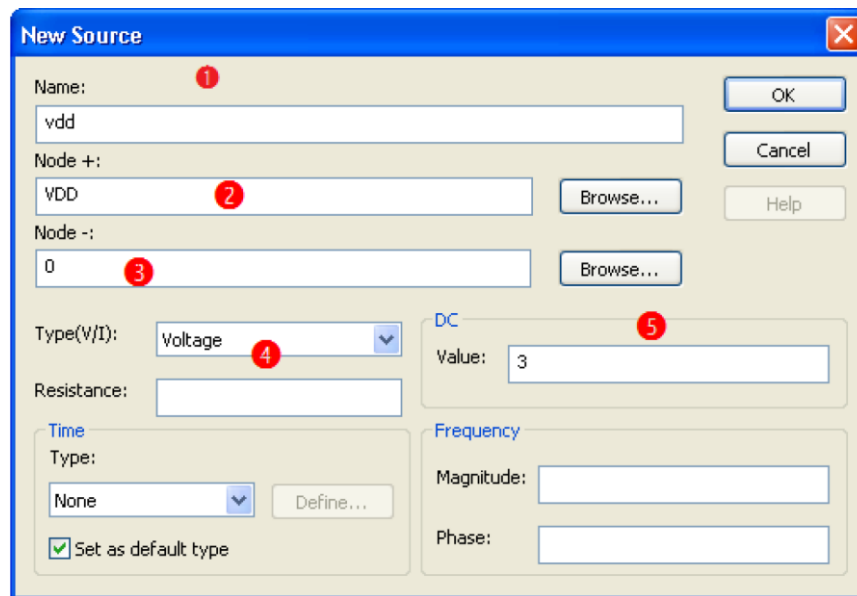 New Source
1
Name:
OK
vdd
Cancel
Node +:
VDD
2
Browse...
Help
Node -:
0
3
Browse...
Type(V/I):
Voltage
4
DC
5
Value:
3
Resistance:
Time
Type:
None
Define...
Set as default type
Frequency
Magnitude:
Phase: